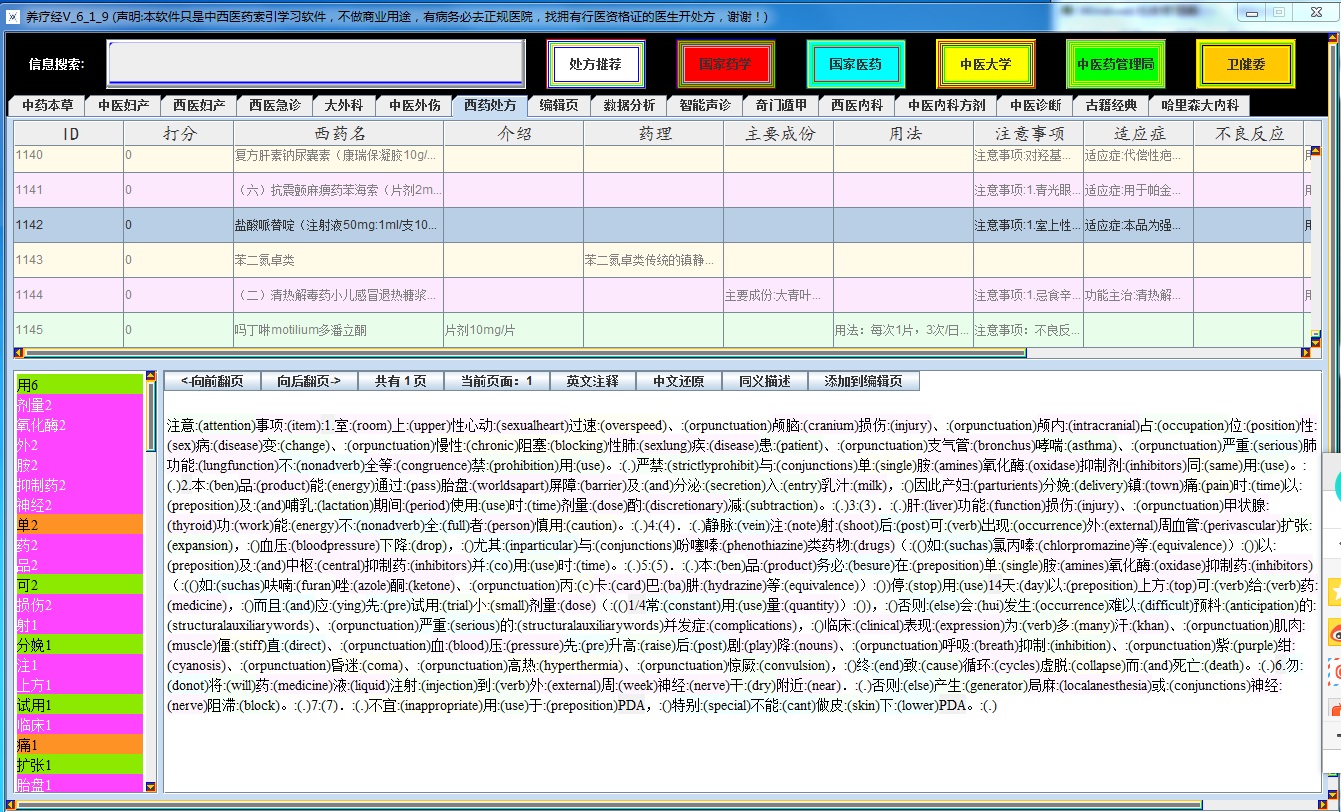 养疗经V_6_1_9 (声明:本软件只是中西医药索引学习软件，不做商业用途，有病务必去正规医院，找拥有行医资格证的医生开处方，谢谢！)
信息搜索:
处方推荐 国家药学 国家医药 中医大学 中医药管理局 卫健委
中药本草 中医妇产 西医妇产 西医急诊 大外科 中医外伤 西药处方 编辑页 数据分析 智能声诊 奇门遁甲 西医内科 中医内科方剂 中医诊断 古籍经典 哈里森大内科
ID 打分 西药名 介绍 药理 主要成份 用法 注意事项 适应症 不良反应
1140 0 复方肝素钠尿囊素（康瑞保凝胶10g/... 注意事项:对羟基... 适应症:代偿性疤...
1141 0 （六）抗震颤麻痹药苯海索（片剂2m... 注意事项:1.青光眼... 适应症:用于帕金...
1142 0 盐酸哌替啶（注射液50mg:1ml/支10... 注意事项:1.室上性... 适应症:本品为强...
1143 0 苯二氮卓类 苯二氮卓类传统的镇静...
1144 0 （二）清热解毒药小儿感冒退热糖浆... 主要成份:大青叶... 注意事项:1.忌食辛... 功能主治:清热解...
1145 0 吗丁啉motilium多潘立酮 片剂10mg/片 用法：每次1片，3次/日... 注意事项：不良反...
<-向前翻页 向后翻页-> 共有 1 页 当前页面：1 英文注释 中文还原 同义描述 添加到编辑页
用6
剂量2
氧化酶2
外2
胺2
抑制药2
神经2
单2
药2
品2
可2
损伤2
射1
分娩1
注1
上方1
试用1
临床1
痛1
扩张1
胎盘1
注意:(attention)事项:(item):1.室:(room)上:(upper)性心动:(sexualheart)过速:(overspeed)、:(orpunctution)颅脑:(cranium)损伤:(injury)、:(orpunctution)颅内:(intracranial)占:(occupation)位:(position)性:
(sex)病:(disease)变:(change)、:(orpunctution)慢性:(chronic)阻塞:(blocking)性肺:(sexlung)疾:(disease)患:(patient)、:(orpunctution)支气管:(bronchus)哮喘:(asthma)、:(orpunctution)严重:(serious)肺
功能:(lungfunction)不:(nonadverb)全等:(congruence)禁:(prohibition)用:(use)。:(.)严禁:(strictlyprohibit)与:(conjunctions)单:(single)胺:(amines)氧化酶:(oxidase)抑制剂:(inhibitors)同:(same)用:(use)。:
(.)2.本:(ben)品:(product)能:(energy)通过:(pass)胎盘:(worldsapart)屏障:(barrier)及:(and)分泌:(secretion)入:(entry)乳汁:(milk)，:()因此产妇:(parturients)分娩:(delivery)镇:(town)痛:(pain)时:(time)以:
(preposition)及:(and)哺乳:(lactation)期间:(period)使用:(use)时:(time)剂量:(dose)酌:(discretionary)减:(subtraction)。:(.)3:(3)．:(.)肝:(liver)功能:(function)损伤:(injury)、:(orpunctution)甲状腺:
(thyroid)功:(work)能:(energy)不:(nonadverb)全:(full)者:(person)慎用:(caution)。:(.)4:(4)．:(.)静脉:(vein)注:(note)射:(shoot)后:(post)可:(verb)出现:(occurrence)外:(external)周血管:(perivascular)扩张:
(expansion)，:()血压:(bloodpressure)下降:(drop)，:()尤其:(inparticular)与:(conjunctions)吩噻嗪:(phenothiazine)类药物:(drugs)（:(()如:(suchas)氯丙嗪:(chlorpromazine)等:(equivalence)）:())以:
(preposition)及:(and)中枢:(central)抑制药:(inhibitors)并:(co)用:(use)时:(time)。:(.)5:(5)．:(.)本:(ben)品:(product)务必:(besure)在:(preposition)单:(single)胺:(amines)氧化酶:(oxidase)抑制药:(inhibitors)
（:(()如:(suchas)呋喃:(furan)唑:(azole)酮:(ketone)、:(orpunctution)丙:(c)卡:(card)巴:(ba)肼:(hydrazine)等:(equivalence)）:())停:(stop)用:(use)14天:(day)以:(preposition)上方:(top)可:(verb)给:(verb)药:
(medicine)，:()而且:(and)应:(ying)先:(pre)试用:(trial)小:(small)剂量:(dose)（:(()1/4常:(constant)用:(use)量:(quantity)）:())，:()否则:(else)会:(hui)发生:(occurrence)难以:(difficult)预料:(anticipation)的:
(structuralauxiliarywords)、:(orpunctution)严重:(serious)的:(structuralauxiliarywords)并发症:(complications)，:()临床:(clinical)表现:(expression)为:(verb)多:(many)汗:(khan)、:(orpunctution)肌肉:
(muscle)僵:(stiff)直:(direct)、:(orpunctution)血:(blood)压:(pressure)先:(pre)升高:(raise)后:(post)剧:(play)降:(nouns)、:(orpunctution)呼吸:(breath)抑制:(inhibition)、:(orpunctution)紫:(purple)绀:
(cyanosis)、:(orpunctution)昏迷:(coma)、:(orpunctution)高热:(hyperthermia)、:(orpunctution)惊厥:(convulsion)，:()终:(end)致:(cause)循环:(cycles)虚脱:(collapse)而:(and)死亡:(death)。:(.)6.勿:
(donot)将:(will)药:(medicine)液:(liquid)注射:(injection)到:(verb)外:(external)周:(week)神经:(nerve)干:(dry)附近:(near)．:(.)否则:(else)产生:(generator)局麻:(localanesthesia)或:(conjunctions)神经:
(nerve)阻滞:(block)。:(.)7:(7)．:(.)不宜:(inappropriate)用:(use)于:(preposition)PDA，:()特别:(special)不能:(cant)做皮:(skin)下:(lower)PDA。:(.)